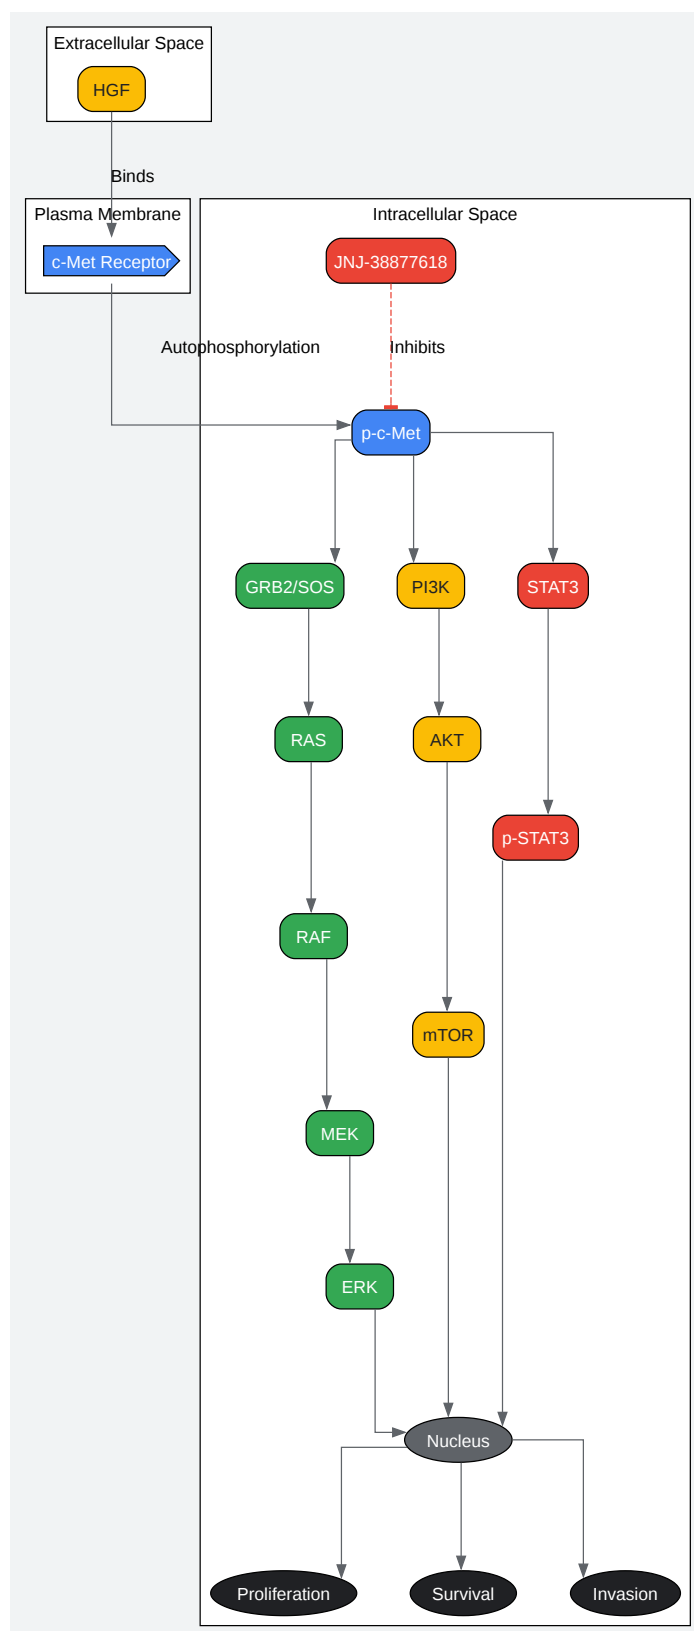 Extracellular Space
HGF
Binds
Plasma Membrane
c-Met Receptor
Intracellular Space
JNJ-38877618
Autophosphorylation
Inhibits
p-c-Met
GRB2/SOS
PI3K
STAT3
RAS
AKT
p-STAT3
RAF
mTOR
MEK
ERK
Nucleus
Proliferation
Survival
Invasion